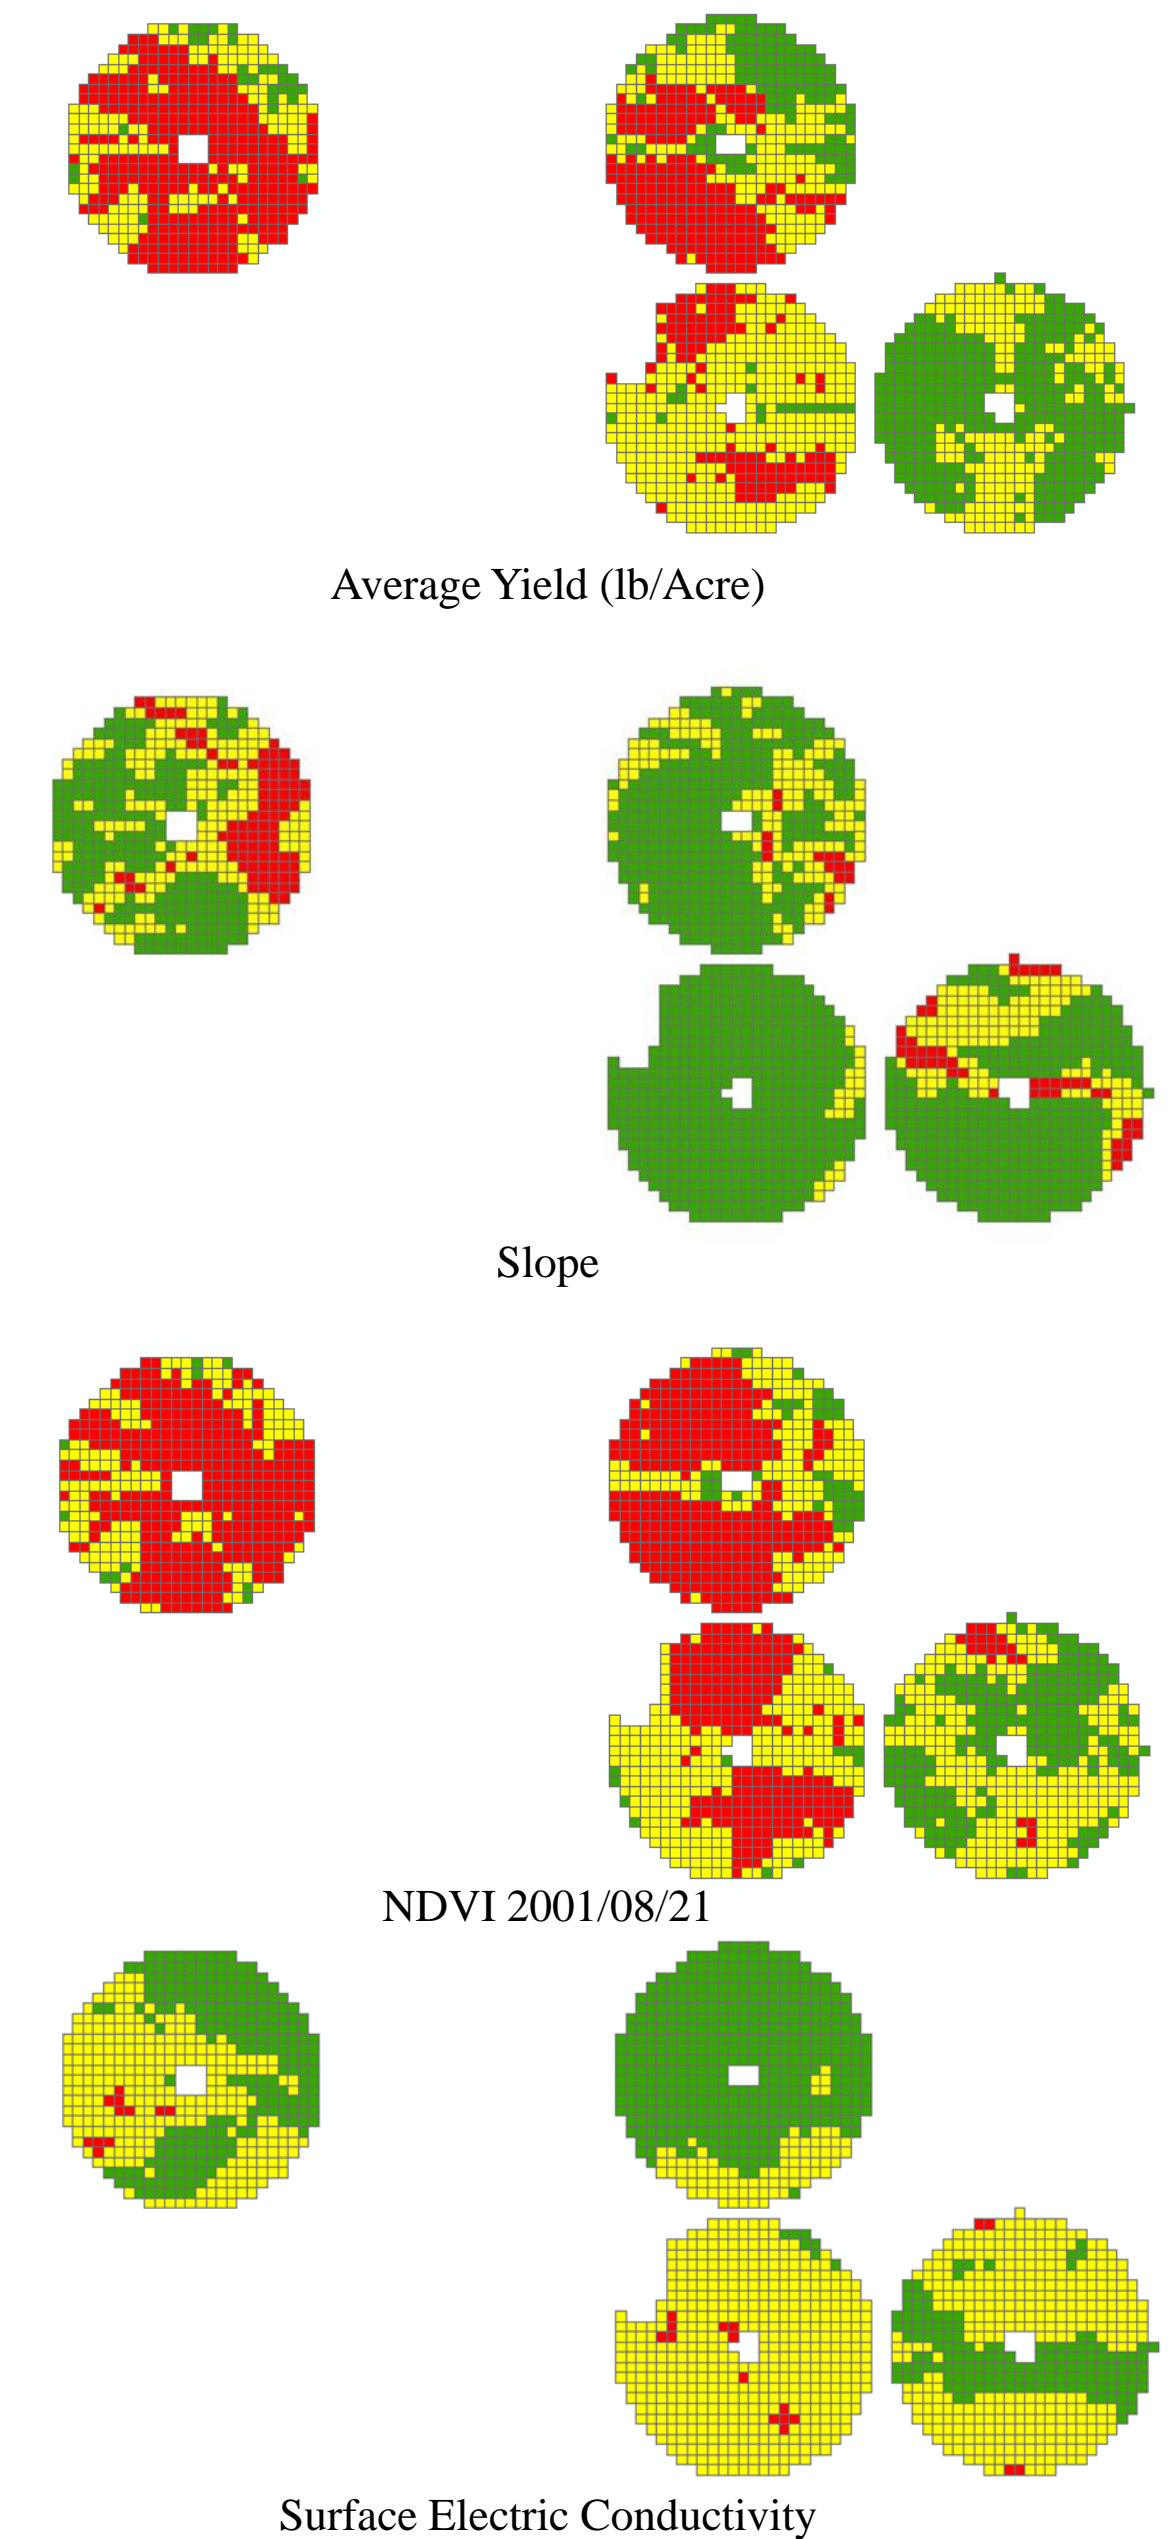 Average Yield (lb/Acre)
Slope
NDVI 2001/08/21
Surface Electric Conductivity